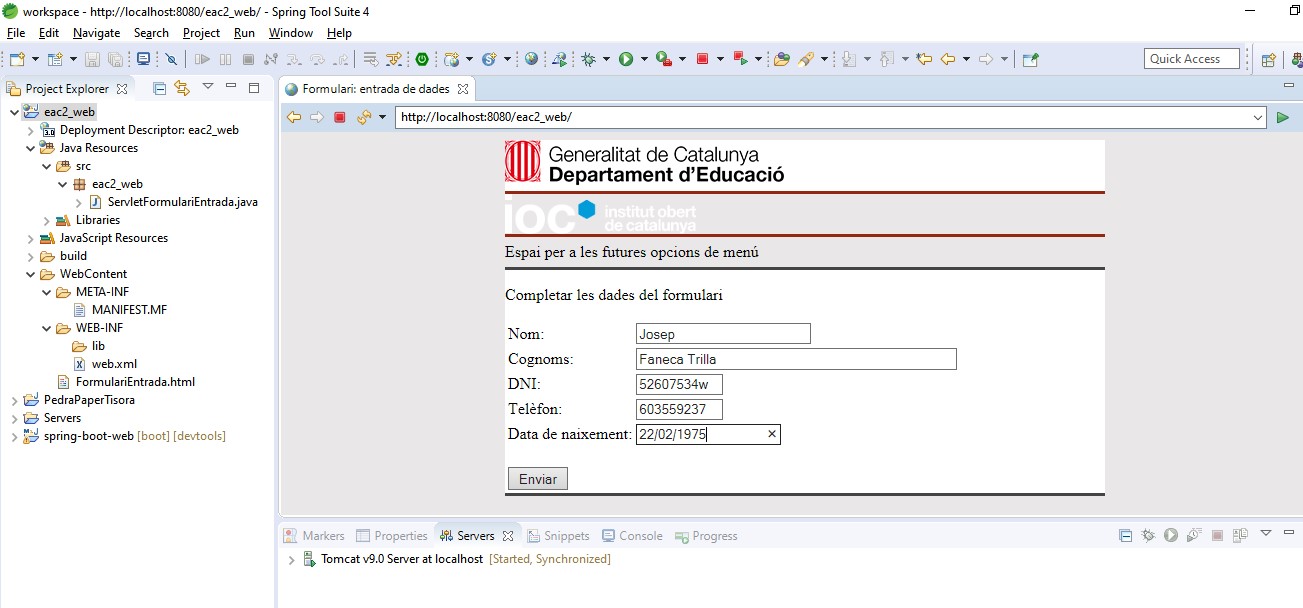 workspace - http://localhost:8080/eac2_web/ - Spring Tool Suite 4
File Edit Navigate Search Project Run Window Help
Quick Access
Project Explorer
eac2_web
Deployment Descriptor: eac2_web
Java Resources
src
eac2_web
ServletFormulariEntrada.java
Libraries
JavaScript Resources
build
WebContent
META-INF
MANIFEST.MF
WEB-INF
lib
web.xml
FormulariEntrada.html
PedraPaperTisora
Servers
spring-boot-web [boot] [devtools]
Formulari: entrada de dades
http://localhost:8080/eac2_web/
Generalitat de Catalunya
Departament d'Educació
ioc institut obert
de catalunya
Espai per a les futures opcions de menú
Completar les dades del formulari
Nom: Josep
Cognoms: Faneca Trilla
DNI: 52607534w
Telèfon: 603559237
Data de naixement: 22/02/1975
Enviar
Markers Properties Servers Snippets Console Progress
Tomcat v9.0 Server at localhost [Started, Synchronized]